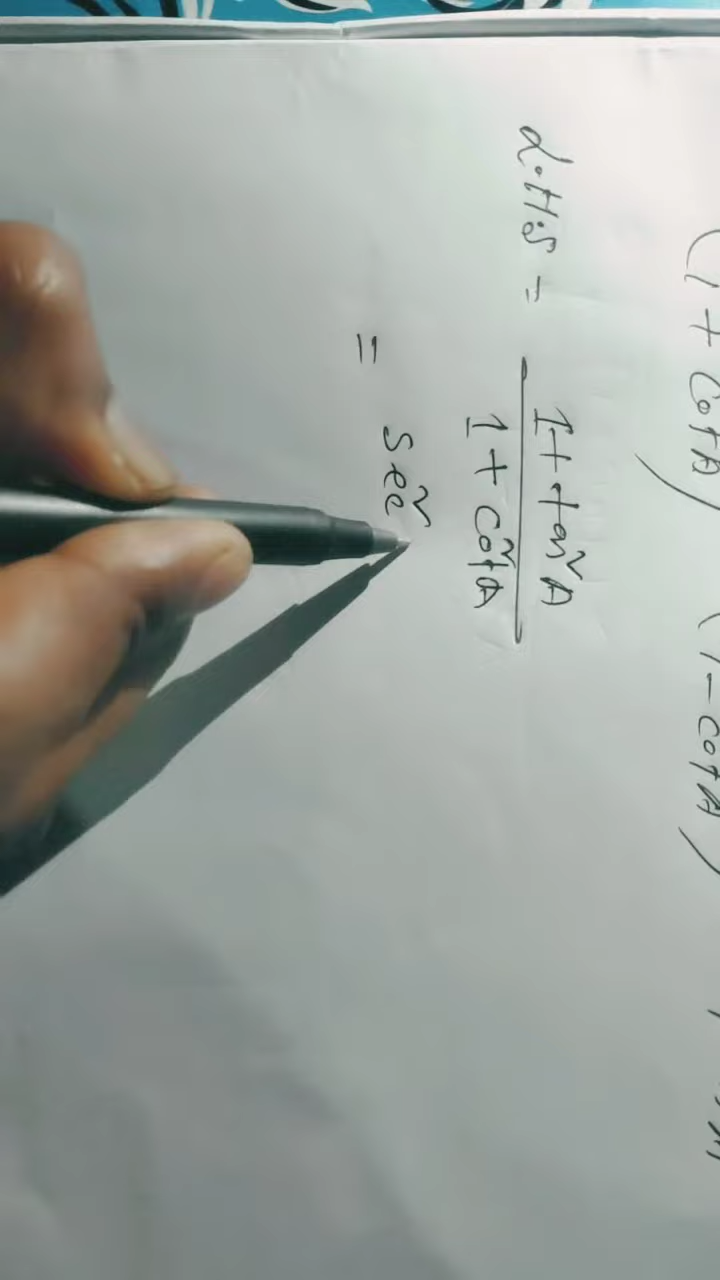 (1 + cotA) (1 - cotA)
L.H.S = 1 + tan²A
1 + cot²A
= sec²